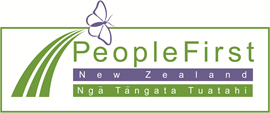 PeopleFirst
New Zealand
Ngā Tāngata Tuatahi